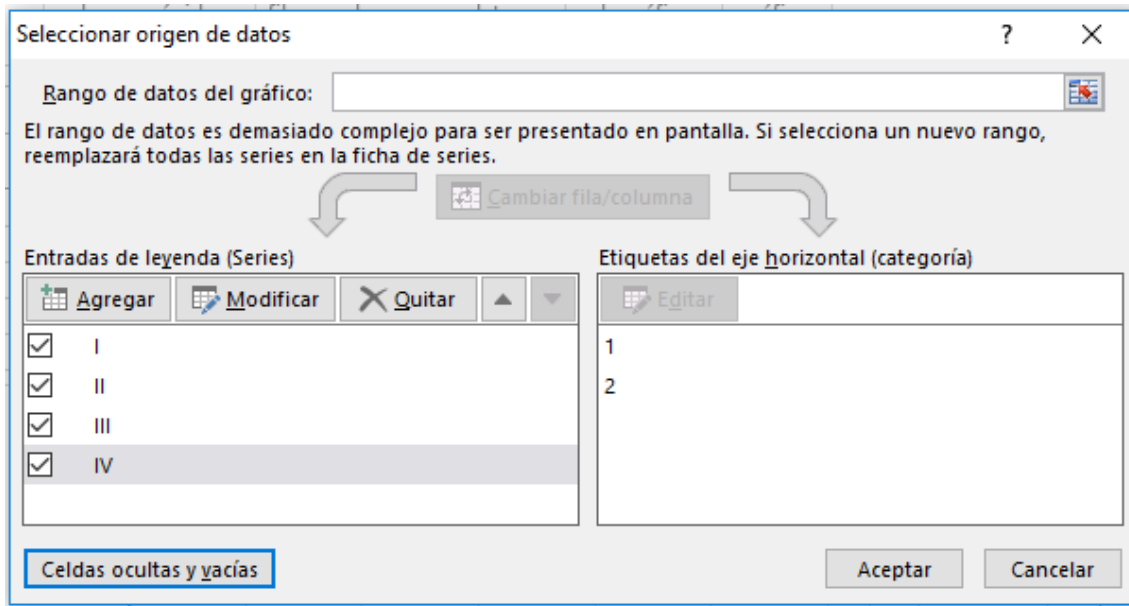 Seleccionar origen de datos ? X
Rango de datos del gráfico:
El rango de datos es demasiado complejo para ser presentado en pantalla. Si selecciona un nuevo rango,
reemplazará todas las series en la ficha de series.
Cambiar fila/columna
Entradas de leyenda (Series)
Agregar Modificar Quitar
I
II
III
IV
Etiquetas del eje horizontal (categoría)
Editar
1
2
Celdas ocultas y vacías
Aceptar Cancelar